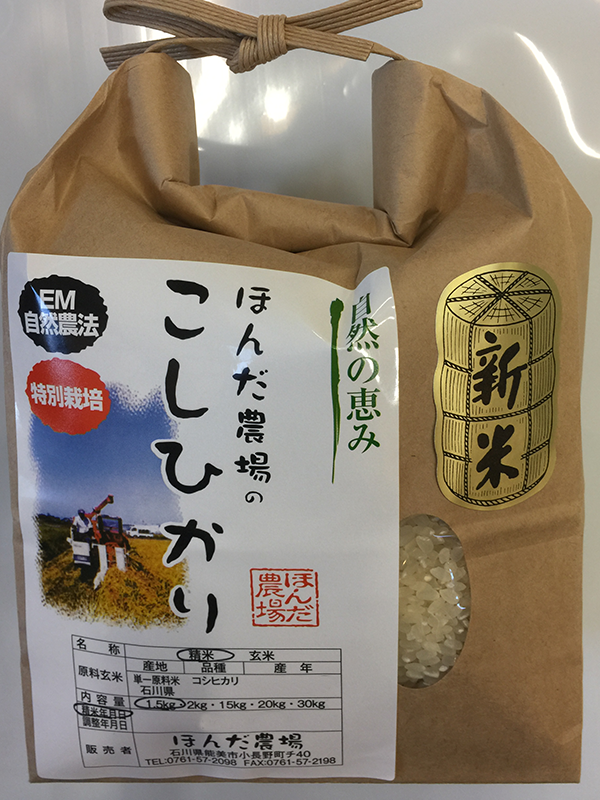 自然の恵み
ほんだ農場の
こしひかり
EM
自然農法
特別栽培
新米
ほんだ
農場
名 称 精米 玄米
原料玄米 産地 品種 産年
単一原料米 コシヒカリ
石川県
内容量 1.5kg・2kg・15kg・20kg・30kg
精米年月日
調整年月日
販売者 ほんだ農場
石川県能美市小長野町チ40
TEL:0761-57-2098 FAX:0761-57-2198